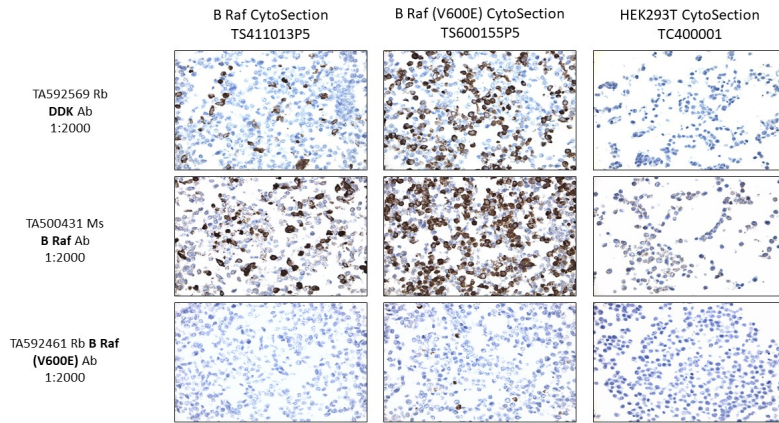 B Raf CytoSection
TS411013P5
B Raf (V600E) CytoSection
TS600155P5
HEK293T CytoSection
TC400001
TA592569 Rb
DDK Ab
1:2000
TA500431 Ms
B Raf Ab
1:2000
TA592461 Rb B Raf
(V600E) Ab
1:2000